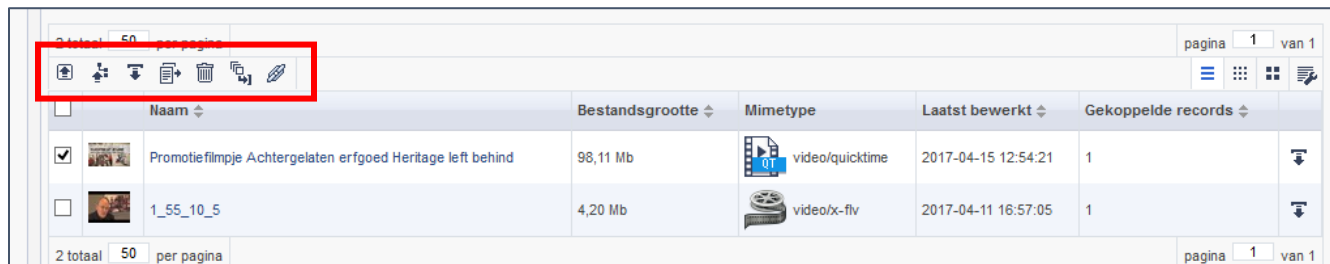 2 totaal 50 per pagina pagina 1 van 1
Naam Bestandsgrootte Mimetype Laatst bewerkt Gekoppelde records
Promotiefilmpje Achtergelaten erfgoed Heritage left behind 98,11 Mb QT video/quicktime 2017-04-15 12:54:21 1
1_55_10_5 4,20 Mb video/x-flv 2017-04-11 16:57:05 1
2 totaal 50 per pagina pagina 1 van 1